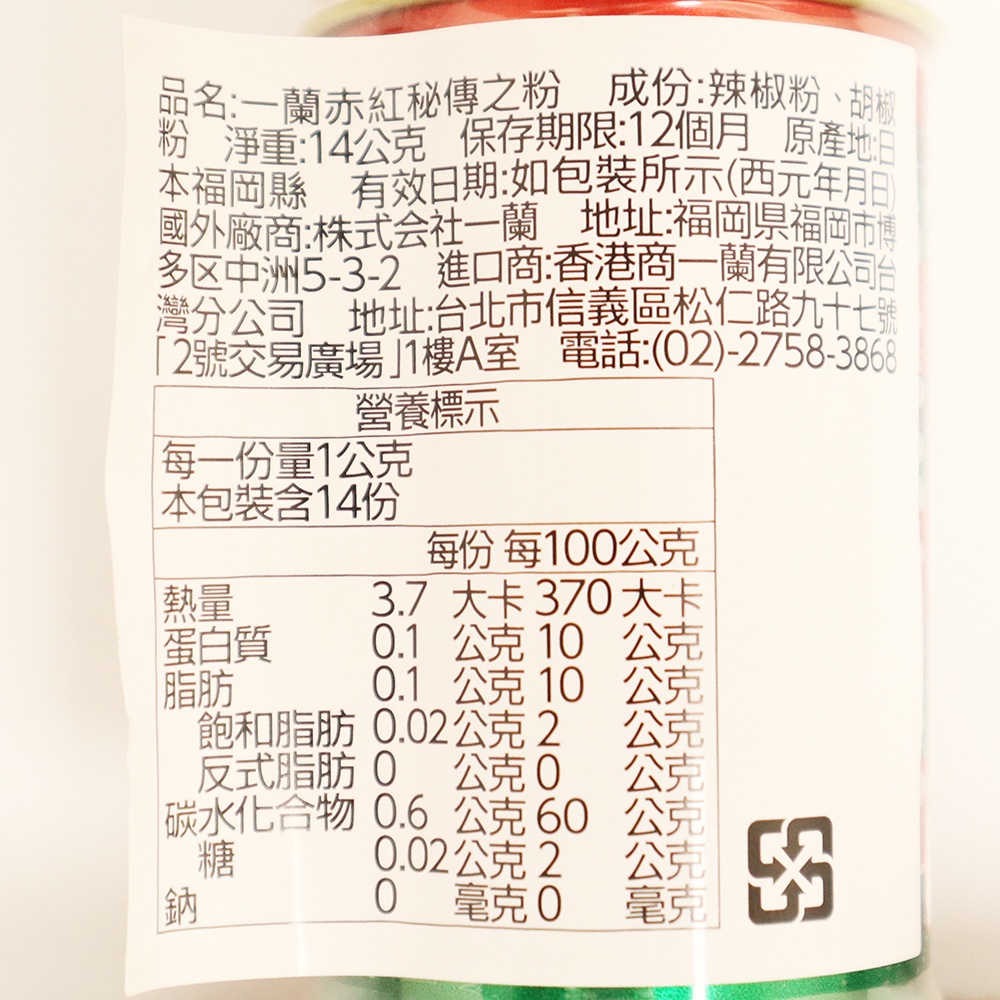 品名:一蘭赤紅秘傳之粉 成份:辣椒粉、胡椒
粉 淨重:14公克 保存期限:12個月 原產地:日
本福岡縣 有效日期:如包裝所示(西元年月日)
國外廠商:株式会社一蘭 地址:福岡県福岡市博
多区中洲5-3-2 進口商:香港商一蘭有限公司台
灣分公司 地址:台北市信義區松仁路九十七號
「2號交易廣場」1樓A室 電話:(02)-2758-3868
營養標示
每一份量1公克
本包裝含14份
每份 每100公克
熱量 3.7 大卡 370 大卡
蛋白質 0.1 公克 10 公克
脂肪 0.1 公克 10 公克
飽和脂肪 0.02 公克 2 公克
反式脂肪 0 公克 0 公克
碳水化合物 0.6 公克 60 公克
糖 0.02 公克 2 公克
鈉 0 毫克 0 毫克